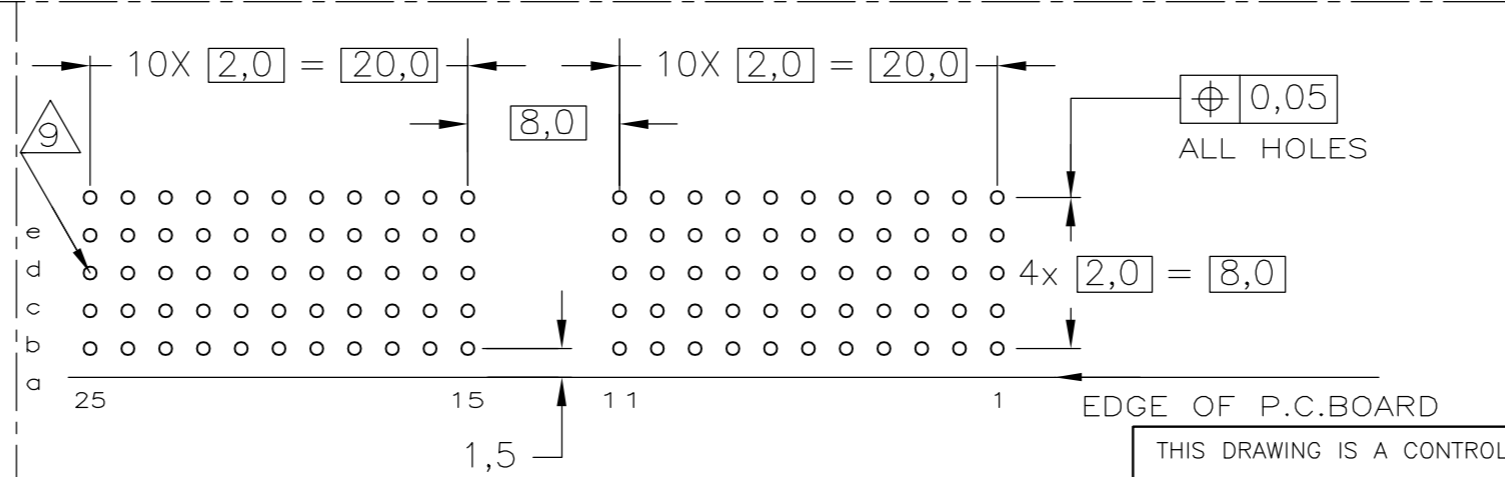 10X 2,0 = 20,0
10X 2,0 = 20,0
8,0
⌖ 0,05
ALL HOLES
9
e
d
c
b
a
4x 2,0 = 8,0
25
15
11
1
EDGE OF P.C.BOARD
1,5
THIS DRAWING IS A CONTROL